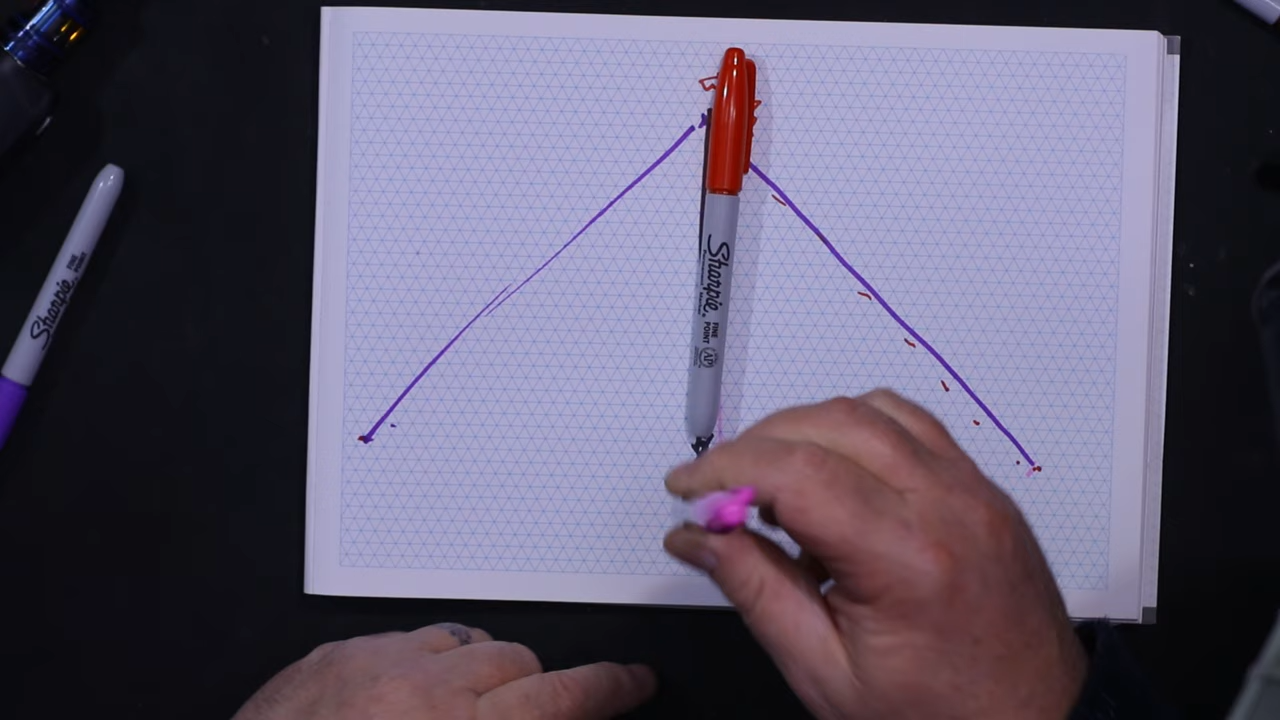 Sharpie
FINE
POINT
Sharpie
FINE
POINT
AP